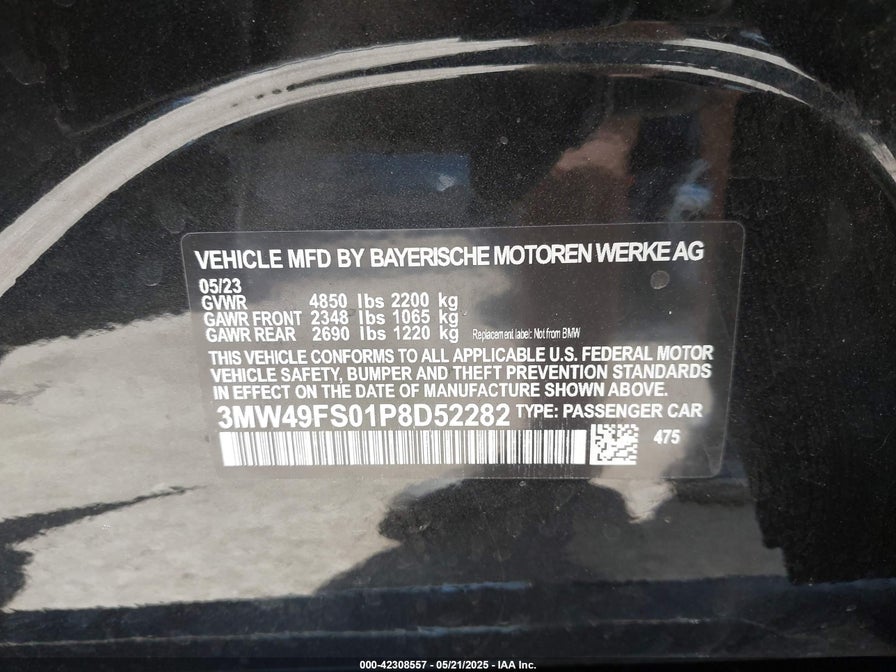 VEHICLE MFD BY BAYERISCHE MOTOREN WERKE AG
05/23
GVWR 4850 lbs 2200 kg
GAWR FRONT 2348 lbs 1065 kg
GAWR REAR 2690 lbs 1220 kg Replacement label: Not from BMW
THIS VEHICLE CONFORMS TO ALL APPLICABLE U.S. FEDERAL MOTOR
VEHICLE SAFETY, BUMPER AND THEFT PREVENTION STANDARDS
IN EFFECT ON THE DATE OF MANUFACTURE SHOWN ABOVE.
3MW49FS01P8D52282 TYPE: PASSENGER CAR
475
000-42308557 - 05/21/2025 - IAA Inc.